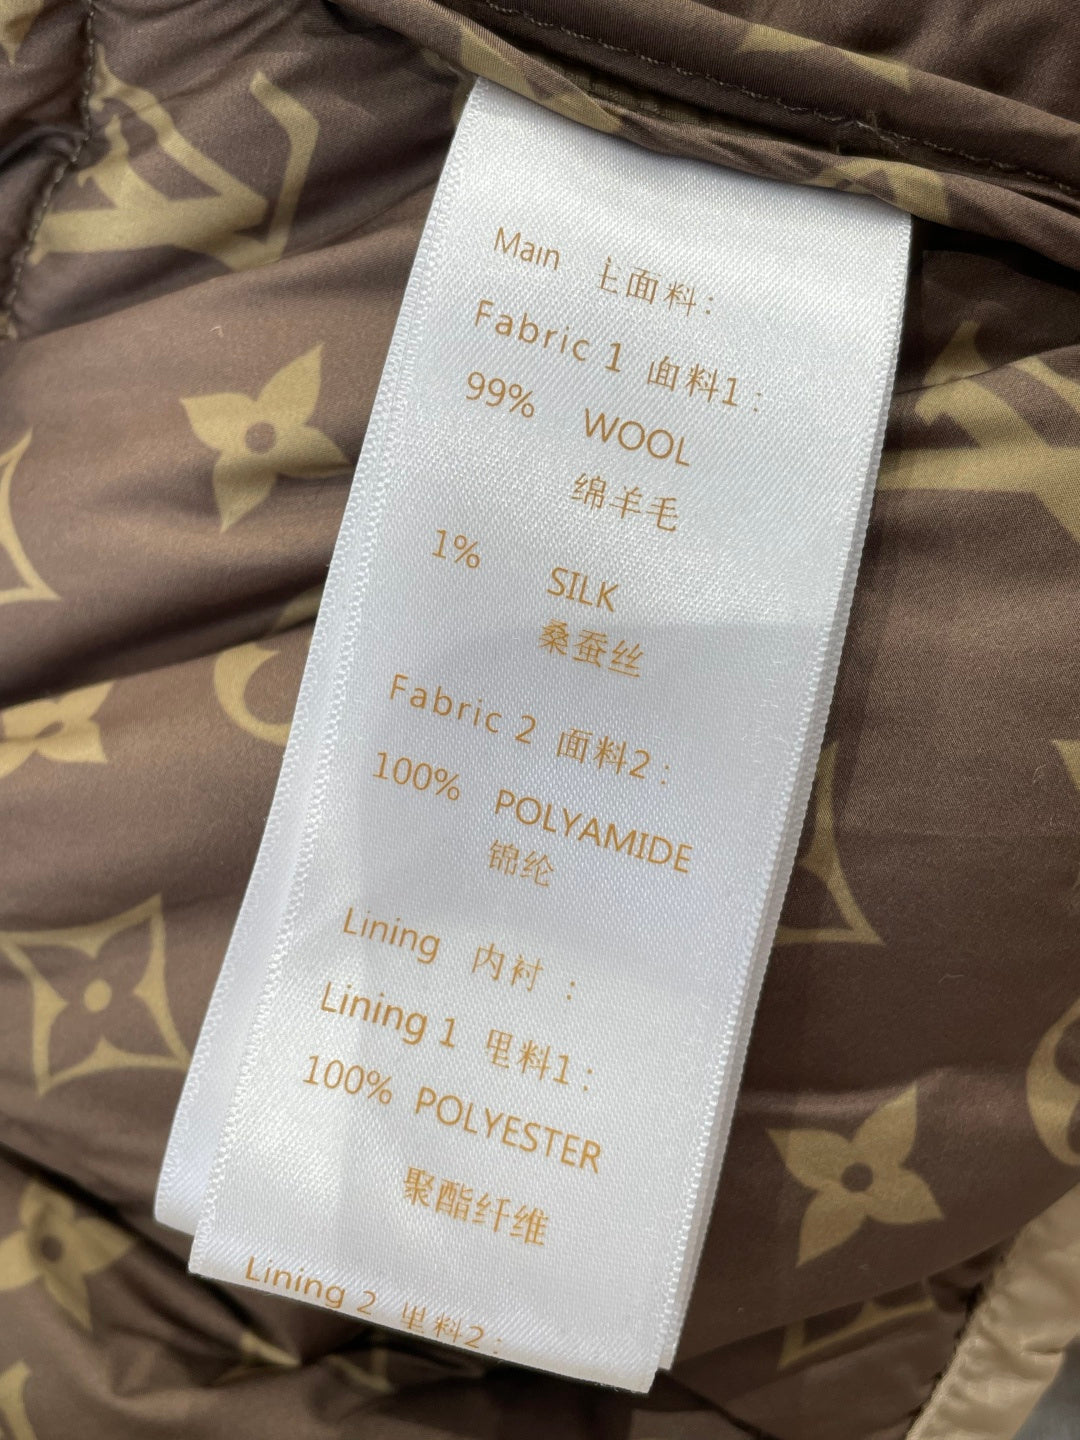 Main 主面料：
Fabric 1 面料1：
99% WOOL
绵羊毛
1% SILK
桑蚕丝
Fabric 2 面料2：
100% POLYAMIDE
锦纶
Lining 内衬：
Lining 1 里料1：
100% POLYESTER
聚酯纤维
Lining 2 里料2：